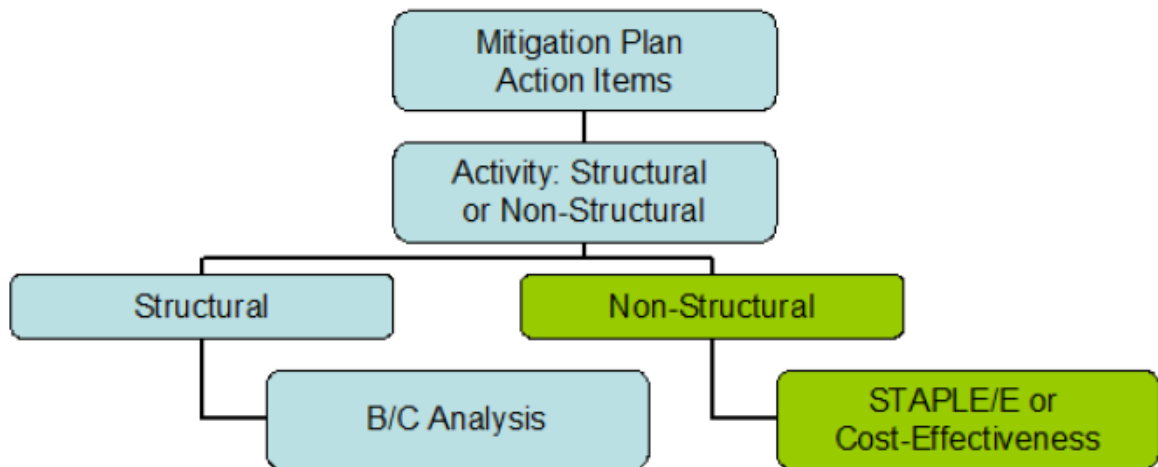 Mitigation Plan
Action Items
Activity: Structural
or Non-Structural
Structural
Non-Structural
B/C Analysis
STAPLE/E or
Cost-Effectiveness